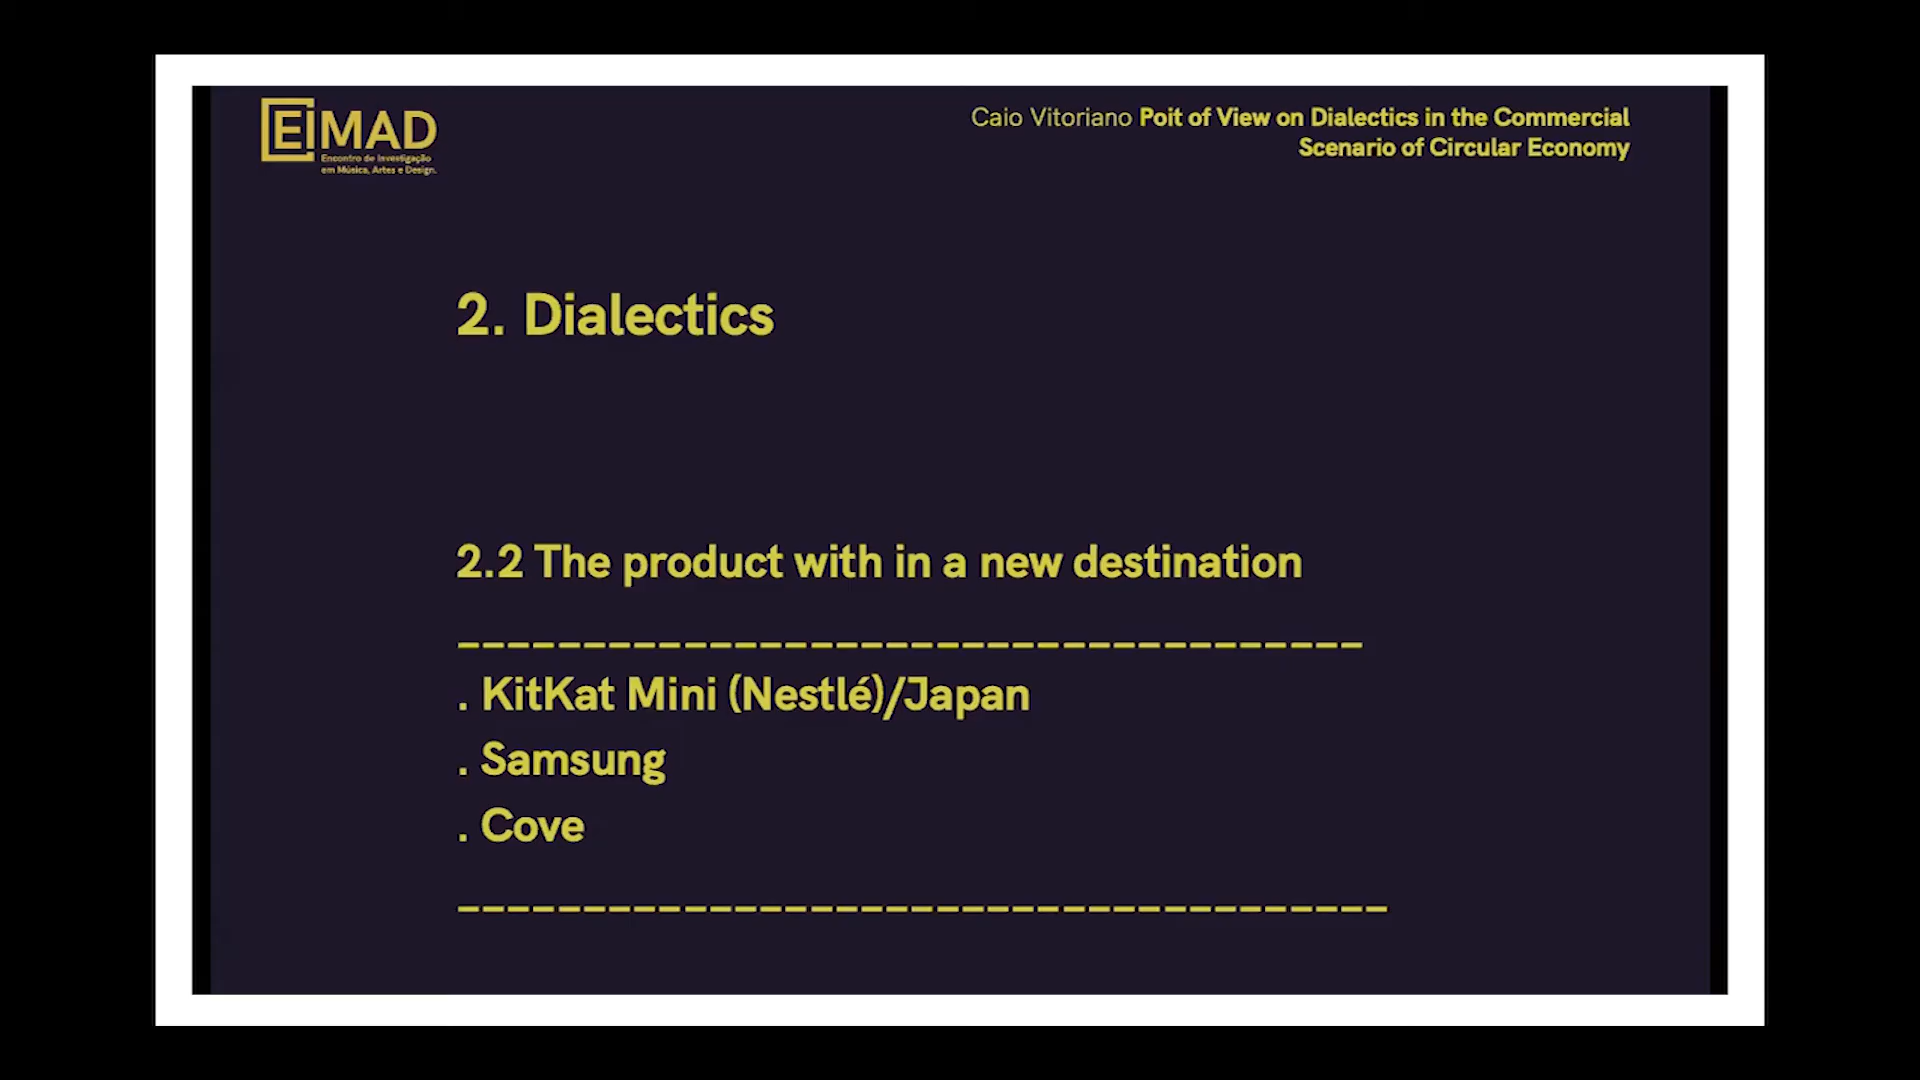 EIMAD
Encontro de Investigação
em Música, Artes e Design.
Caio Vitoriano Poit of View on Dialectics in the Commercial
Scenario of Circular Economy
2. Dialectics
2.2 The product with in a new destination
____________________________________
. KitKat Mini (Nestlé)/Japan
. Samsung
. Cove
_____________________________________